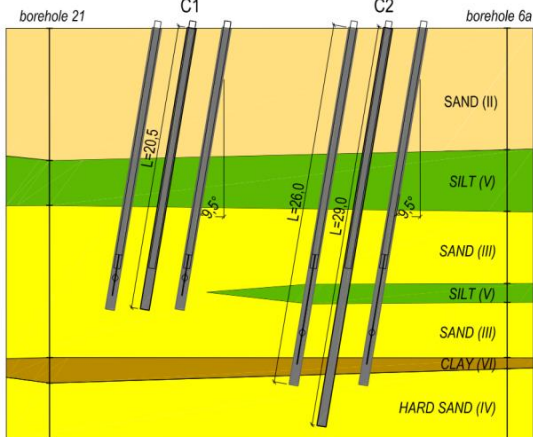 C1
C2
borehole 21
borehole 6a
SAND (II)
L=20,5
SILT (V)
9,5°
L=26,0
L=29,0
9,5°
SAND (III)
SILT (V)
SAND (III)
CLAY (VI)
HARD SAND (IV)